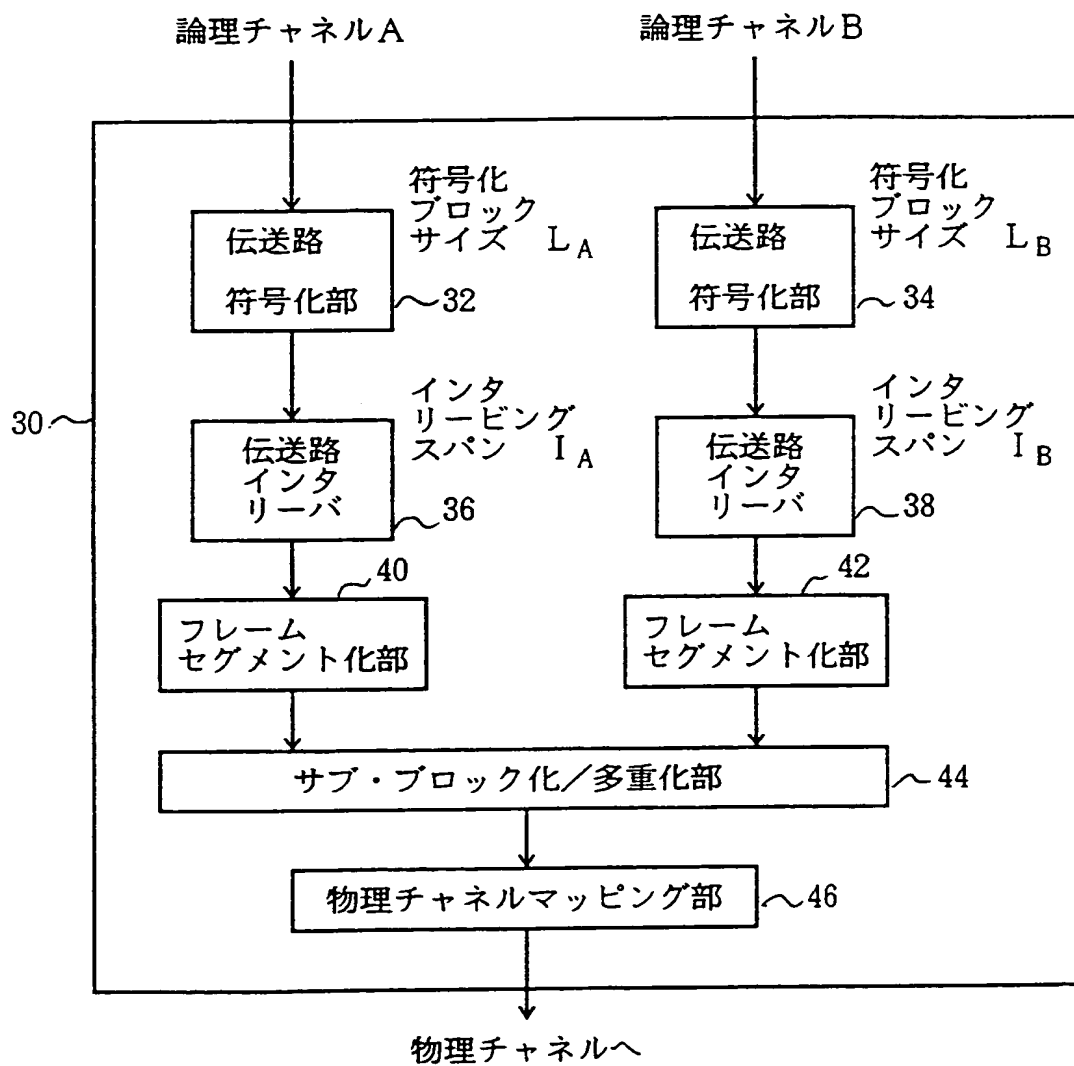 論理チャネルA
論理チャネルB
符号化
ブロック
サイズ LA
伝送路
符号化部
32
符号化
ブロック
サイズ LB
伝送路
符号化部
34
30
インタ
リービング
スパン IA
伝送路
インタ
リーバ
36
インタ
リービング
スパン IB
伝送路
インタ
リーバ
38
40
フレーム
セグメント化部
42
フレーム
セグメント化部
サブ・ブロック化/多重化部
44
物理チャネルマッピング部
46
物理チャネルへ